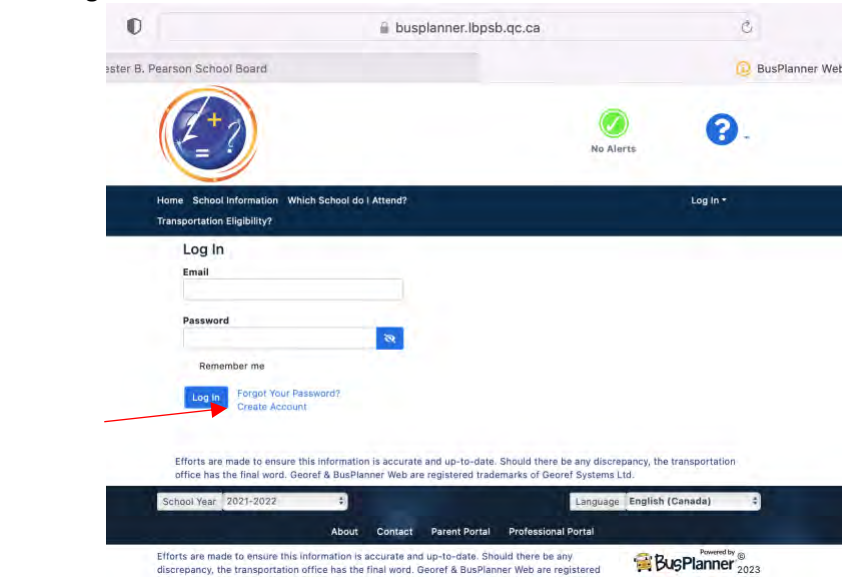 busplanner.lbpsb.qc.ca
ester B. Pearson School Board
BusPlanner Web
+
= ?
No Alerts
?
Home School Information Which School do I Attend?
Log In
Transportation Eligibility?
Log In
Email
Password
Remember me
Log In
Forgot Your Password?
Create Account
Efforts are made to ensure this information is accurate and up-to-date. Should there be any discrepancy, the transportation
office has the final word. Georef & BusPlanner Web are registered trademarks of Georef Systems Ltd.
School Year 2021-2022
Language English (Canada)
About Contact Parent Portal Professional Portal
Efforts are made to ensure this information is accurate and up-to-date. Should there be any
discrepancy, the transportation office has the final word. Georef & BusPlanner Web are registered
Powered by
BusPlanner
©
2023